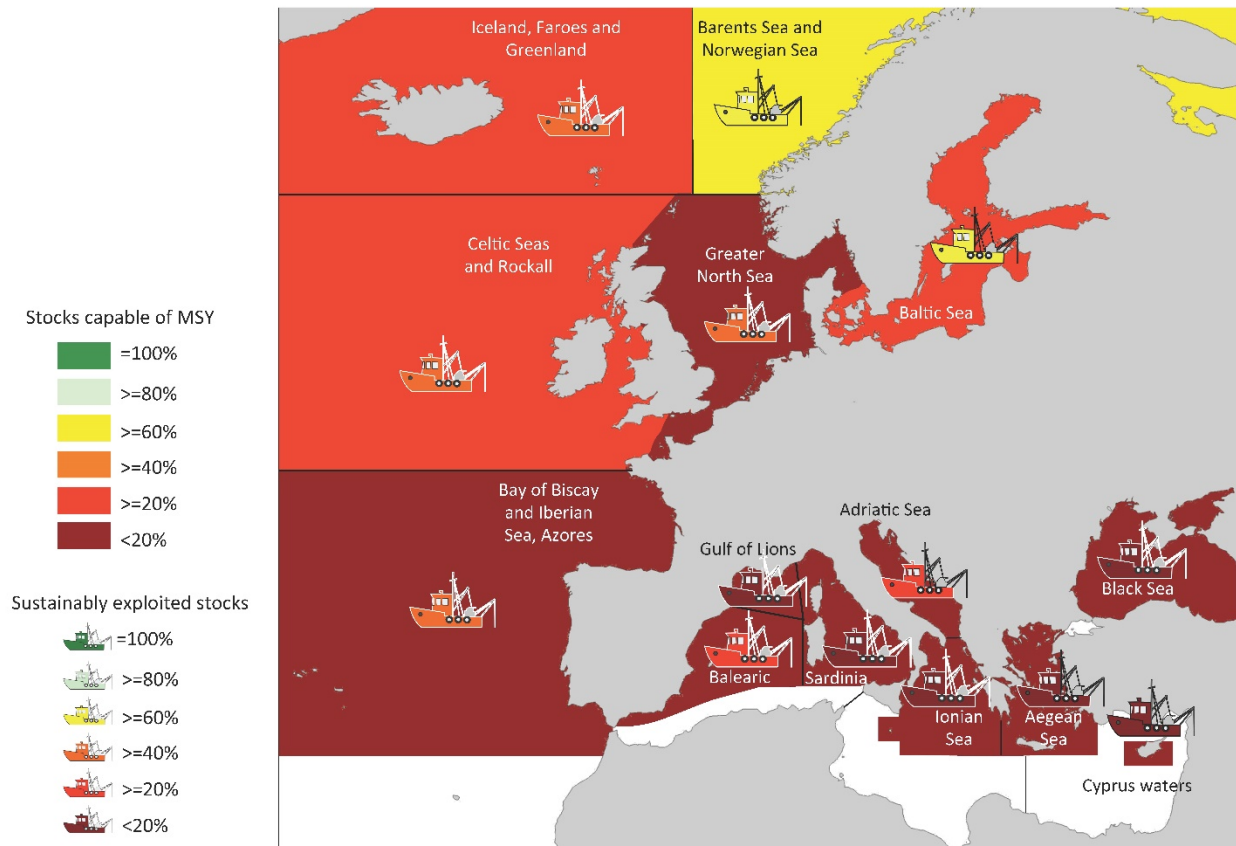 Iceland, Faroes and
Greenland
Barents Sea and
Norwegian Sea
Celtic Seas
and Rockall
Greater
North Sea
Baltic Sea
Stocks capable of MSY
=100%
>=80%
>=60%
>=40%
>=20%
<20%
Bay of Biscay
and Iberian
Sea, Azores
Adriatic Sea
Gulf of Lions
Black Sea
Balearic
Sardinia
Ionian
Sea
Aegean
Sea
Cyprus waters
Sustainably exploited stocks
=100%
>=80%
>=60%
>=40%
>=20%
<20%